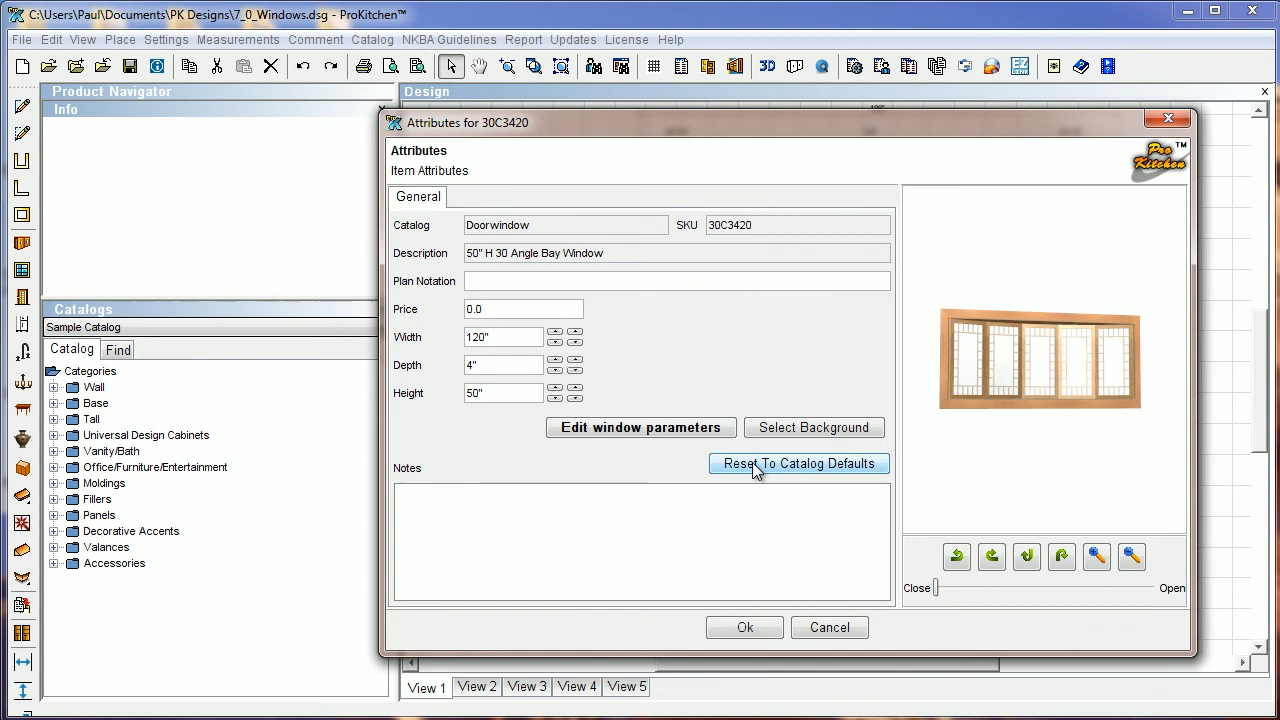 C:\Users\Paul\Documents\PK Designs\7_0_Windows.dsg - ProKitchen™
File Edit View Place Settings Measurements Comment Catalog NKBA Guidelines Report Updates License Help
3D EZ
Product Navigator
Info
Design
Attributes for 30C3420
Attributes
Item Attributes
Pro Kitchen ™
General
Catalog Doorwindow SKU 30C3420
Description 50" H 30 Angle Bay Window
Plan Notation
Price 0.0
Width 120"
Depth 4"
Height 50"
Edit window parameters Select Background
Reset To Catalog Defaults
Notes
Close Open
Ok Cancel
Catalogs
Sample Catalog
Catalog Find
Categories
Wall
Base
Tall
Universal Design Cabinets
Vanity/Bath
Office/Furniture/Entertainment
Moldings
Fillers
Panels
Decorative Accents
Valances
Accessories
View 1 View 2 View 3 View 4 View 5